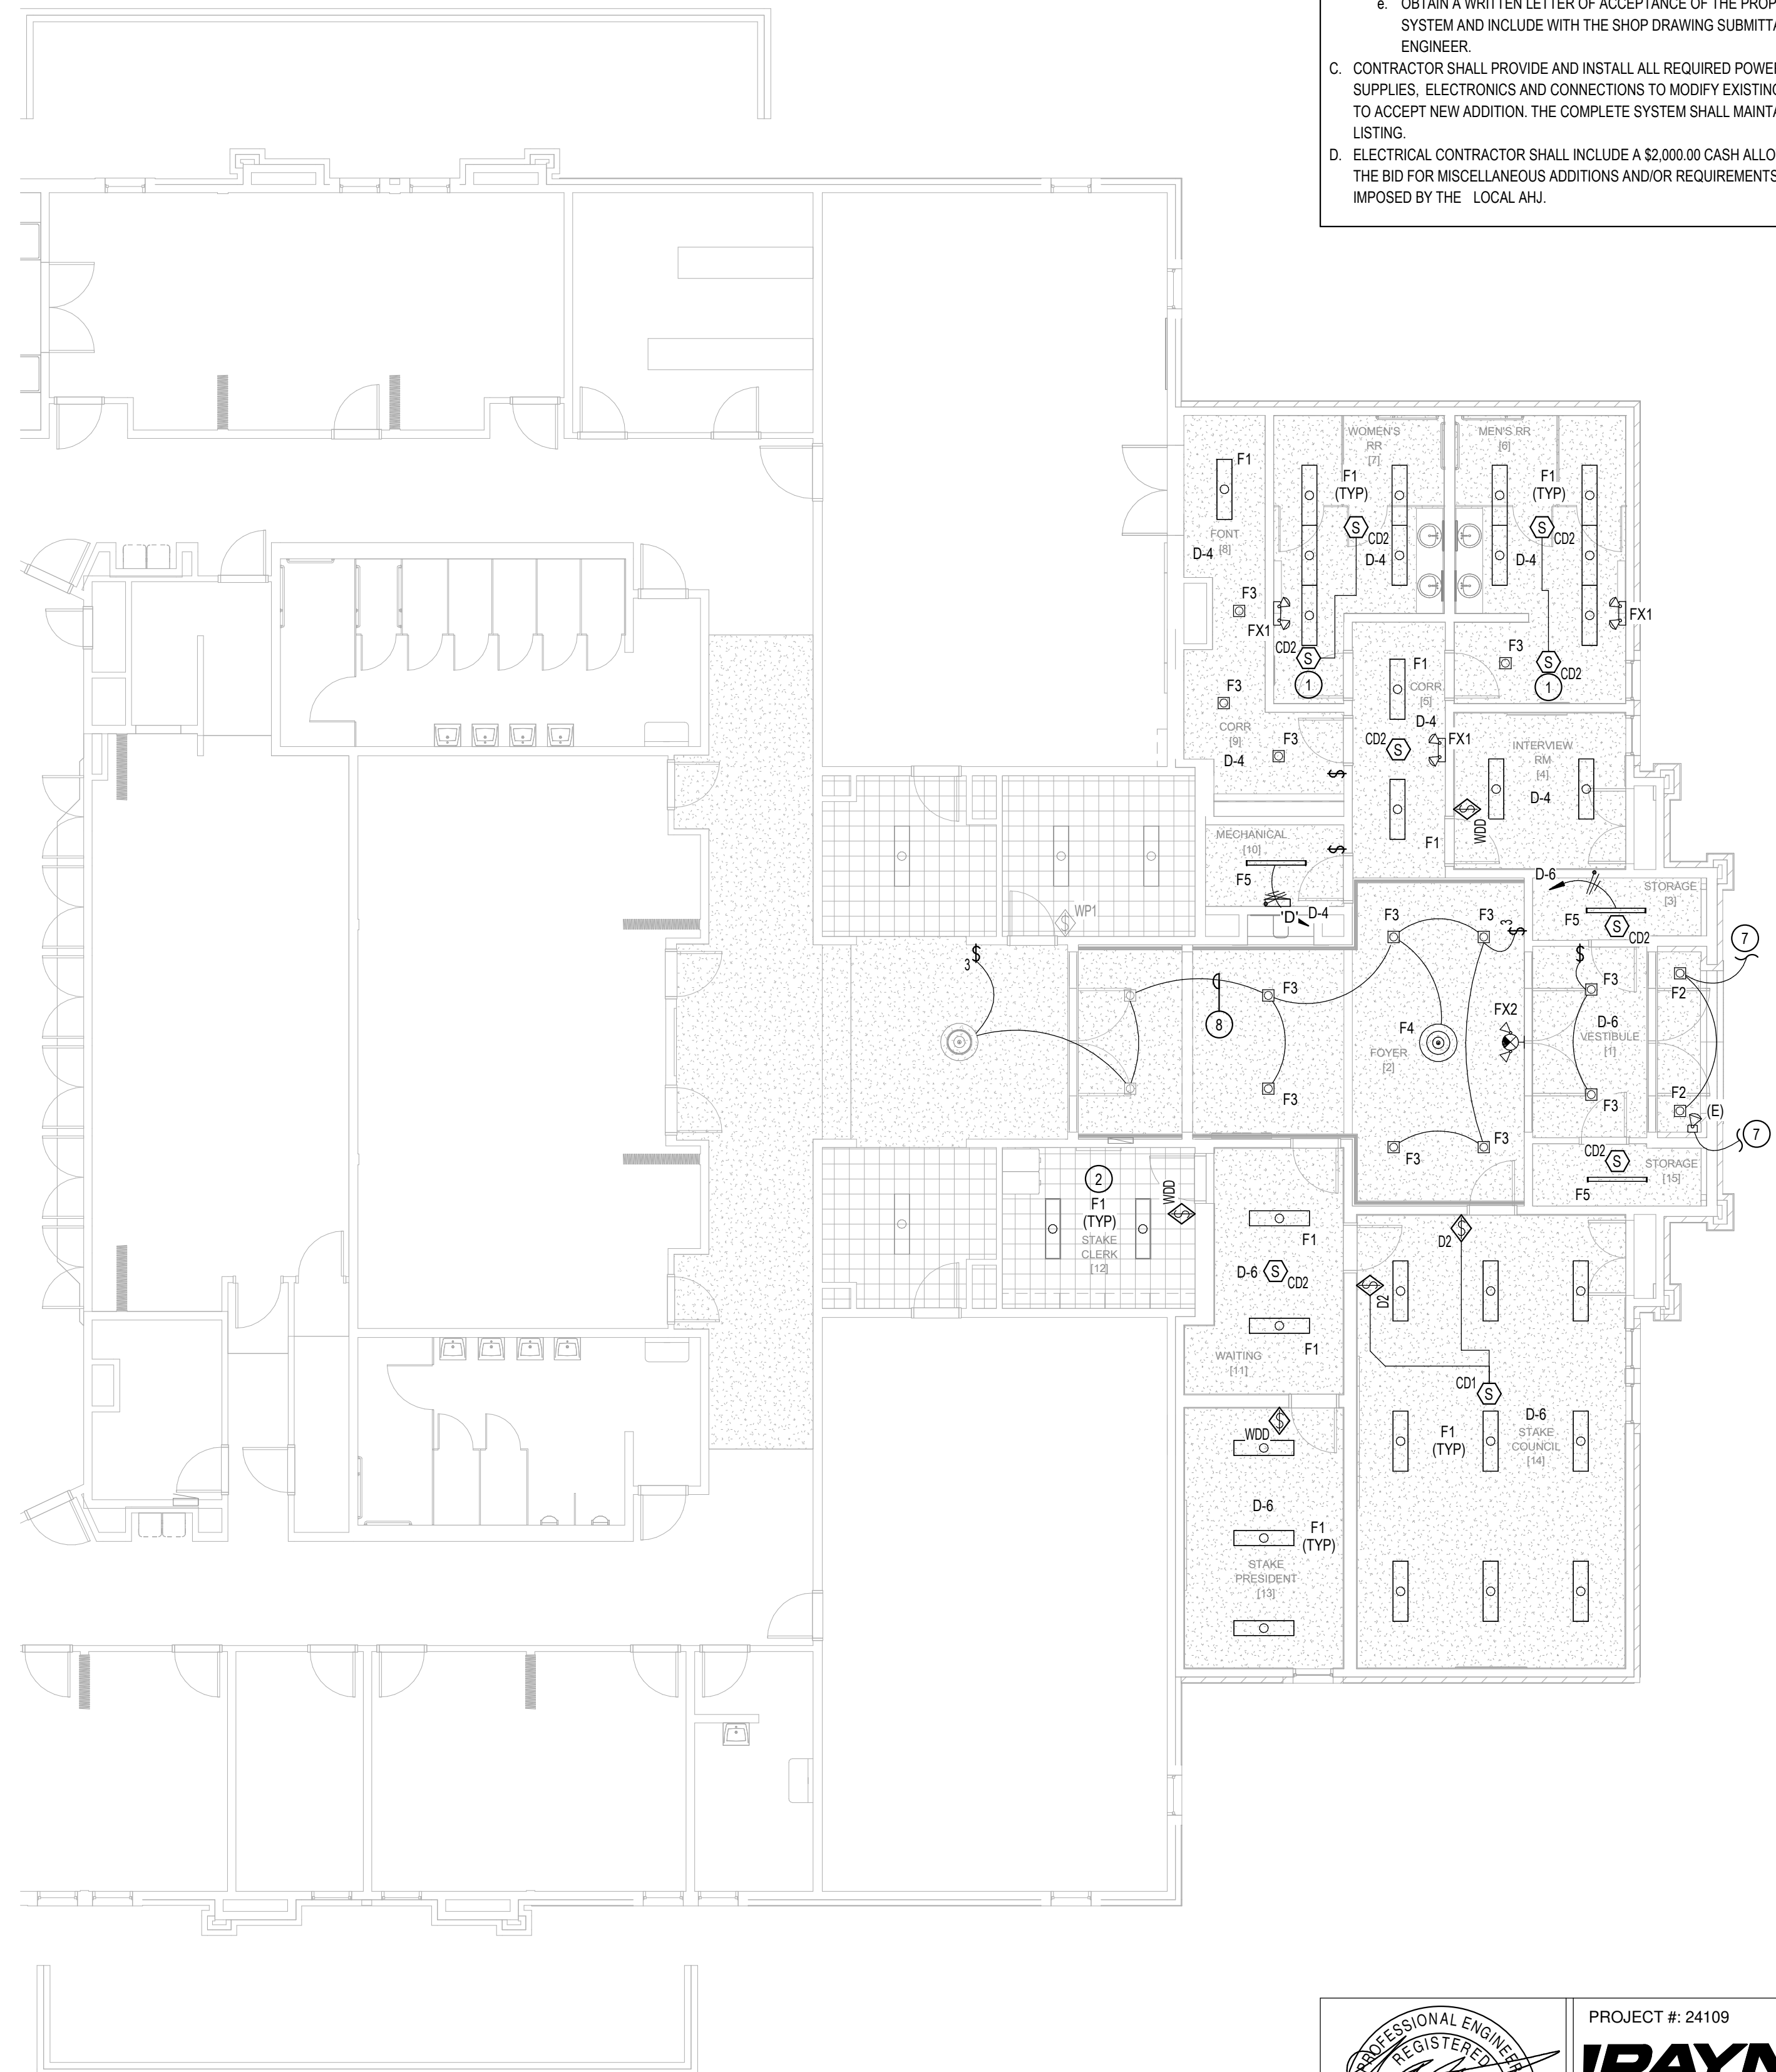 e. OBTAIN A WRITTEN LETTER OF ACCEPTANCE OF THE PROP
SYSTEM AND INCLUDE WITH THE SHOP DRAWING SUBMITTA
ENGINEER.
C. CONTRACTOR SHALL PROVIDE AND INSTALL ALL REQUIRED POWE
SUPPLIES, ELECTRONICS AND CONNECTIONS TO MODIFY EXISTING
TO ACCEPT NEW ADDITION. THE COMPLETE SYSTEM SHALL MAINTA
LISTING.
D. ELECTRICAL CONTRACTOR SHALL INCLUDE A $2,000.00 CASH ALLO
THE BID FOR MISCELLANEOUS ADDITIONS AND/OR REQUIREMENTS
IMPOSED BY THE LOCAL AHJ.
WOMEN'S
RR
[7]
MEN'S RR
[6]
F1
F1
(TYP)
F1
(TYP)
S
CD2
S
CD2
FONT
[8]
D-4
D-4
D-4
F3
FX1
FX1
CD2
S
1
F3
S
CD2
1
F1
CORR
[5]
D-4
F3
CORR
[9]
D-4
F3
$
CD2
S
FX1
INTERVIEW
RM
[4]
D-4
$
WDD
F1
MECHANICAL
[10]
$
F5
'D'
D-4
D-6
STORAGE
[3]
F5
S
CD2
WP1
$
3
$
F3
F3
3
$
7
$
F3
F2
F3
8
FX2
F4
FOYER
[2]
D-6
VESTIBULE
[1]
F3
F3
F2
(E)
7
F3
F3
CD2
S
STORAGE
[15]
F5
2
F1
(TYP)
STAKE
CLERK
[12]
WDD
$
F1
D-6
S
CD2
F1
WAITING
[11]
D2
$
$
D2
CD1
S
D-6
STAKE
COUNCIL
[14]
F1
(TYP)
WDD
$
D-6
F1
(TYP)
STAKE
PRESIDENT
[13]
PROFESSIONAL ENGINEER
REGISTERED
PROJECT #: 24109